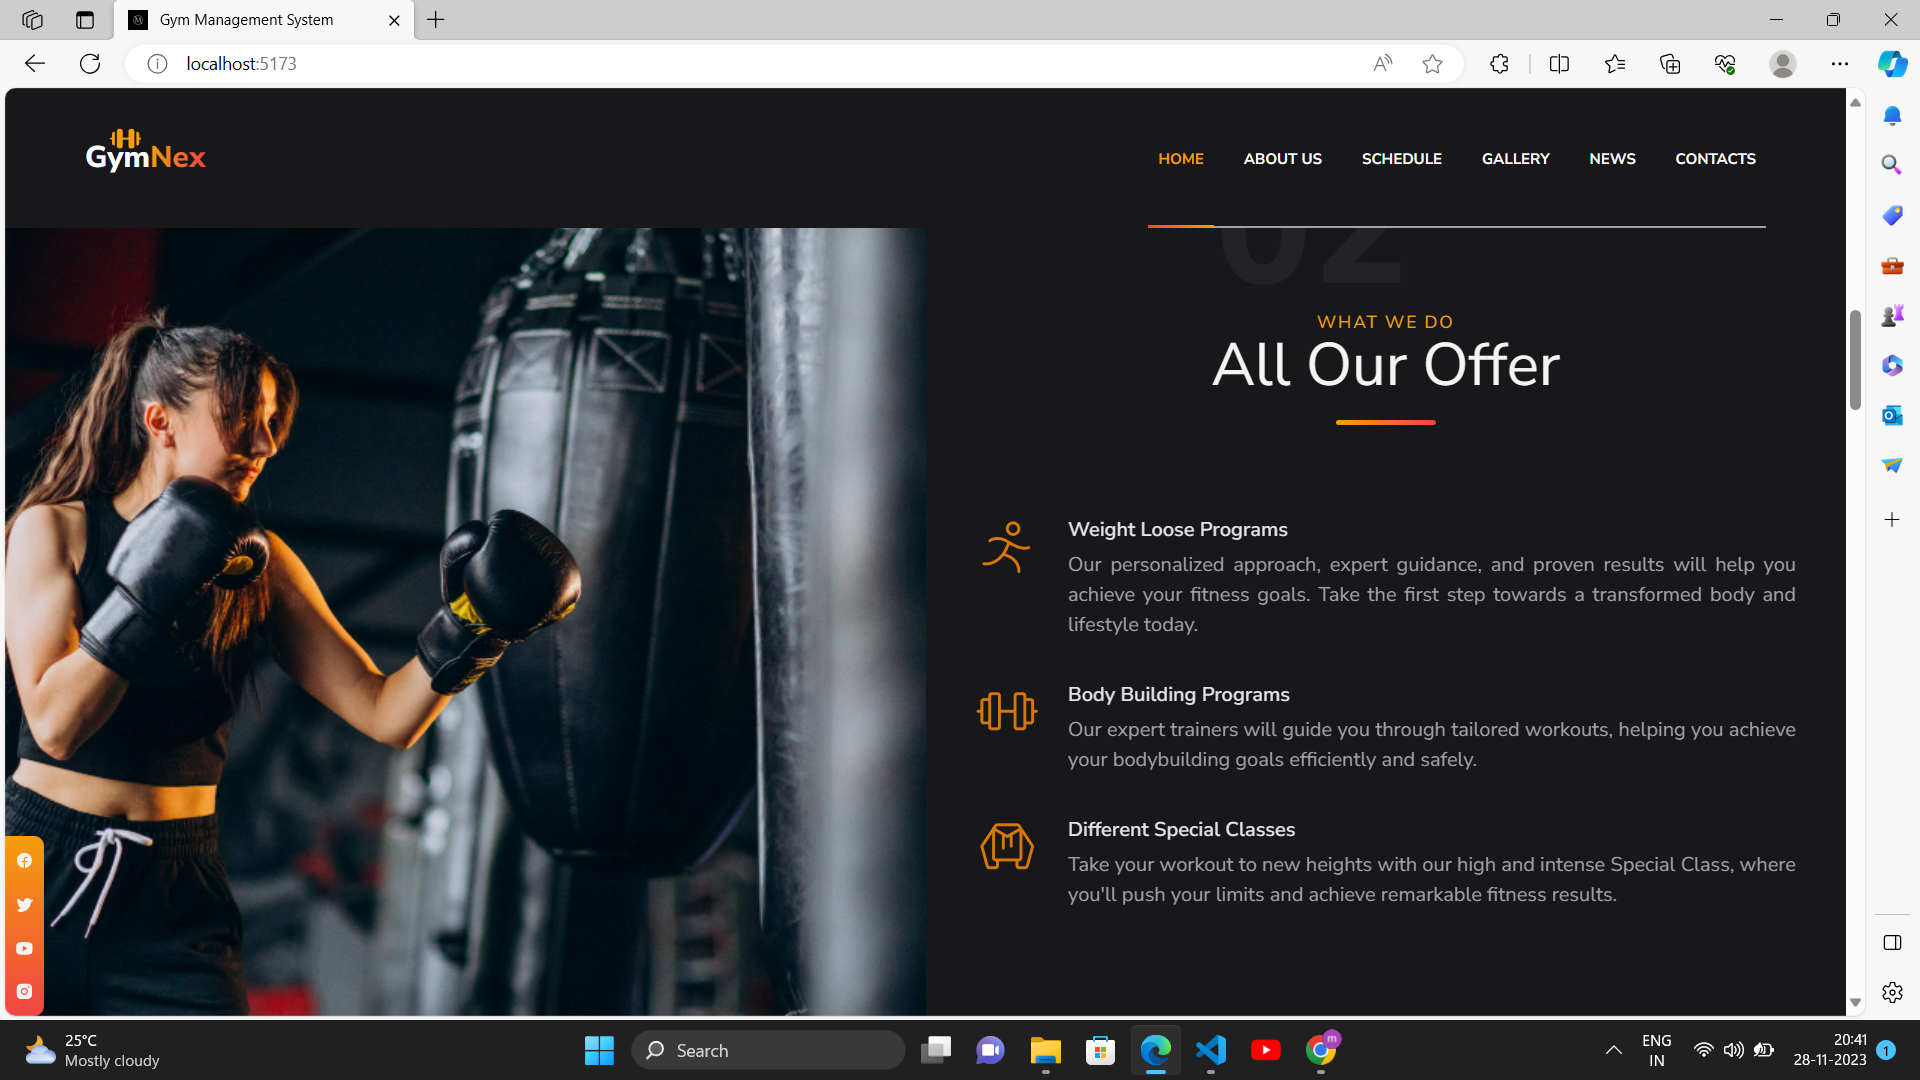 Gym Management System
localhost:5173
GymNex
HOME ABOUT US SCHEDULE GALLERY NEWS CONTACTS
02
WHAT WE DO
All Our Offer
Weight Loose Programs
Our personalized approach, expert guidance, and proven results will help you
achieve your fitness goals. Take the first step towards a transformed body and
lifestyle today.
Body Building Programs
Our expert trainers will guide you through tailored workouts, helping you achieve
your bodybuilding goals efficiently and safely.
Different Special Classes
Take your workout to new heights with our high and intense Special Class, where
you'll push your limits and achieve remarkable fitness results.
25°C
Mostly cloudy
Search
m
ENG
IN
20:41
28-11-2023
1